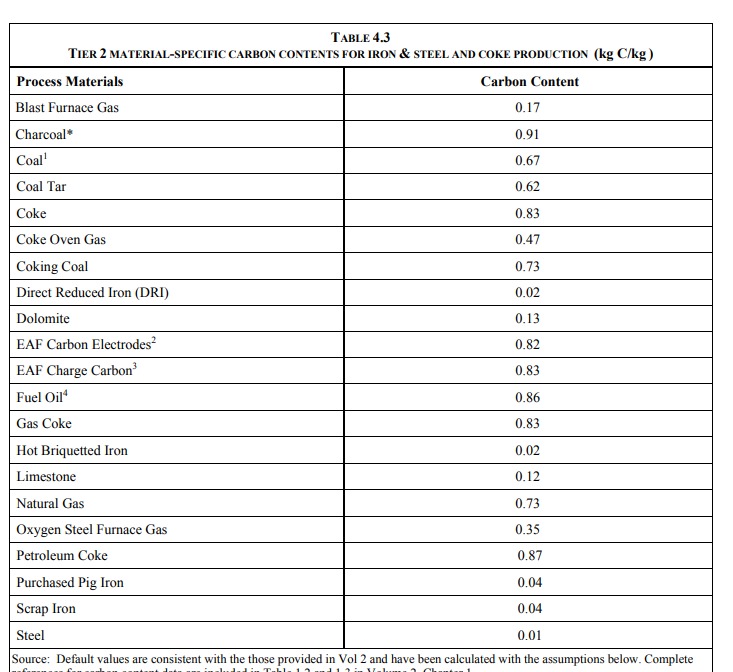 TABLE 4.3
TIER 2 MATERIAL-SPECIFIC CARBON CONTENTS FOR IRON & STEEL AND COKE PRODUCTION (kg C/kg )
Process Materials Carbon Content
Blast Furnace Gas 0.17
Charcoal* 0.91
Coal1 0.67
Coal Tar 0.62
Coke 0.83
Coke Oven Gas 0.47
Coking Coal 0.73
Direct Reduced Iron (DRI) 0.02
Dolomite 0.13
EAF Carbon Electrodes2 0.82
EAF Charge Carbon3 0.83
Fuel Oil4 0.86
Gas Coke 0.83
Hot Briquetted Iron 0.02
Limestone 0.12
Natural Gas 0.73
Oxygen Steel Furnace Gas 0.35
Petroleum Coke 0.87
Purchased Pig Iron 0.04
Scrap Iron 0.04
Steel 0.01
Source: Default values are consistent with the those provided in Vol 2 and have been calculated with the assumptions below. Complete